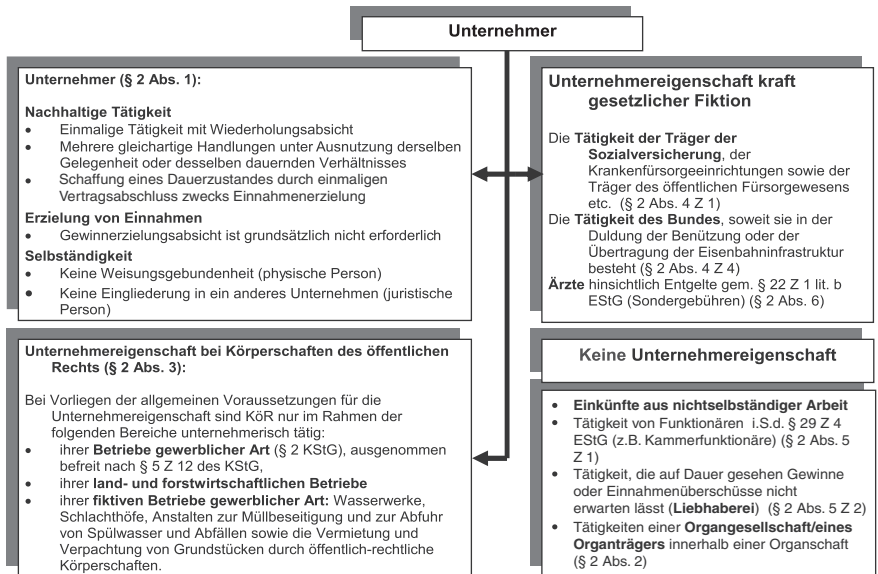 Unternehmer
Unternehmer (§ 2 Abs. 1):
Nachhaltige Tätigkeit
• Einmalige Tätigkeit mit Wiederholungsabsicht
• Mehrere gleichartige Handlungen unter Ausnutzung derselben
Gelegenheit oder desselben dauernden Verhältnisses
• Schaffung eines Dauerzustandes durch einmaligen
Vertragsabschluss zwecks Einnahmenerzielung
Erzielung von Einnahmen
• Gewinnerzielungsabsicht ist grundsätzlich nicht erforderlich
Selbständigkeit
• Keine Weisungsgebundenheit (physische Person)
• Keine Eingliederung in ein anderes Unternehmen (juristische
Person)
Unternehmereigenschaft kraft
gesetzlicher Fiktion
Die Tätigkeit der Träger der
Sozialversicherung, der
Krankenfürsorgeeinrichtungen sowie der
Träger des öffentlichen Fürsorgewesens
etc. (§ 2 Abs. 4 Z 1)
Die Tätigkeit des Bundes, soweit sie in der
Duldung der Benützung oder der
Übertragung der Eisenbahninfrastruktur
besteht (§ 2 Abs. 4 Z 4)
Ärzte hinsichtlich Entgelte gem. § 22 Z 1 lit. b
EStG (Sondergebühren) (§ 2 Abs. 6)
Unternehmereigenschaft bei Körperschaften des öffentlichen
Rechts (§ 2 Abs. 3):
Bei Vorliegen der allgemeinen Voraussetzungen für die
Unternehmereigenschaft sind KöR nur im Rahmen der
folgenden Bereiche unternehmerisch tätig:
• ihrer Betriebe gewerblicher Art (§ 2 KStG), ausgenommen
befreit nach § 5 Z 12 des KStG,
• ihrer land- und forstwirtschaftlichen Betriebe
• ihrer fiktiven Betriebe gewerblicher Art: Wasserwerke,
Schlachthöfe, Anstalten zur Müllbeseitigung und zur Abfuhr
von Spülwasser und Abfällen sowie die Vermietung und
Verpachtung von Grundstücken durch öffentlich-rechtliche
Körperschaften.
Keine Unternehmereigenschaft
• Einkünfte aus nichtselbständiger Arbeit
• Tätigkeit von Funktionären i.S.d. § 29 Z 4
EStG (z.B. Kammerfunktionäre) (§ 2 Abs. 5
Z 1)
• Tätigkeit, die auf Dauer gesehen Gewinne
oder Einnahmenüberschüsse nicht
erwarten lässt (Liebhaberei) (§ 2 Abs. 5 Z 2)
• Tätigkeiten einer Organgesellschaft/eines
Organträgers innerhalb einer Organschaft
(§ 2 Abs. 2)